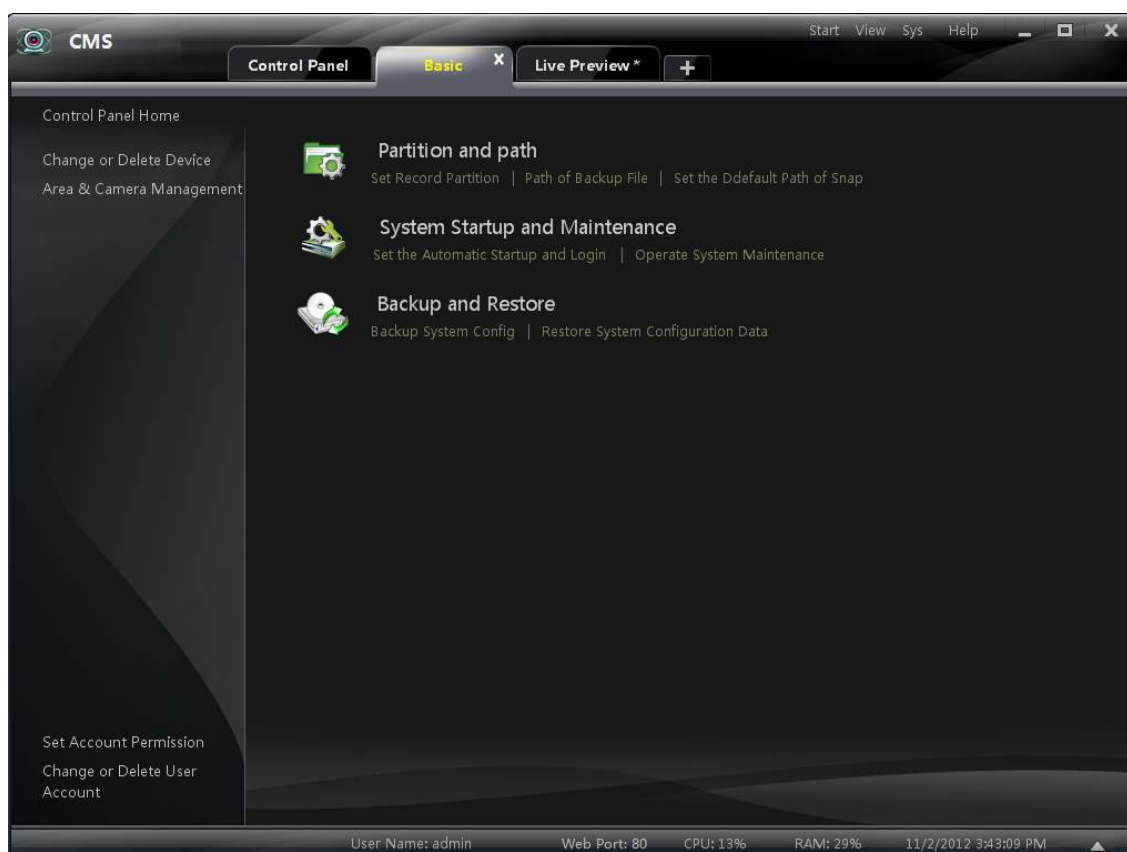 CMS
Start View Sys Help
Control Panel Basic X Live Preview * +
Control Panel Home
Change or Delete Device
Area & Camera Management
Partition and path
Set Record Partition | Path of Backup File | Set the Ddefault Path of Snap
System Startup and Maintenance
Set the Automatic Startup and Login | Operate System Maintenance
Backup and Restore
Backup System Config | Restore System Configuration Data
Set Account Permission
Change or Delete User
Account
User Name: admin Web Port: 80 CPU: 13% RAM: 29% 11/2/2012 3:43:09 PM